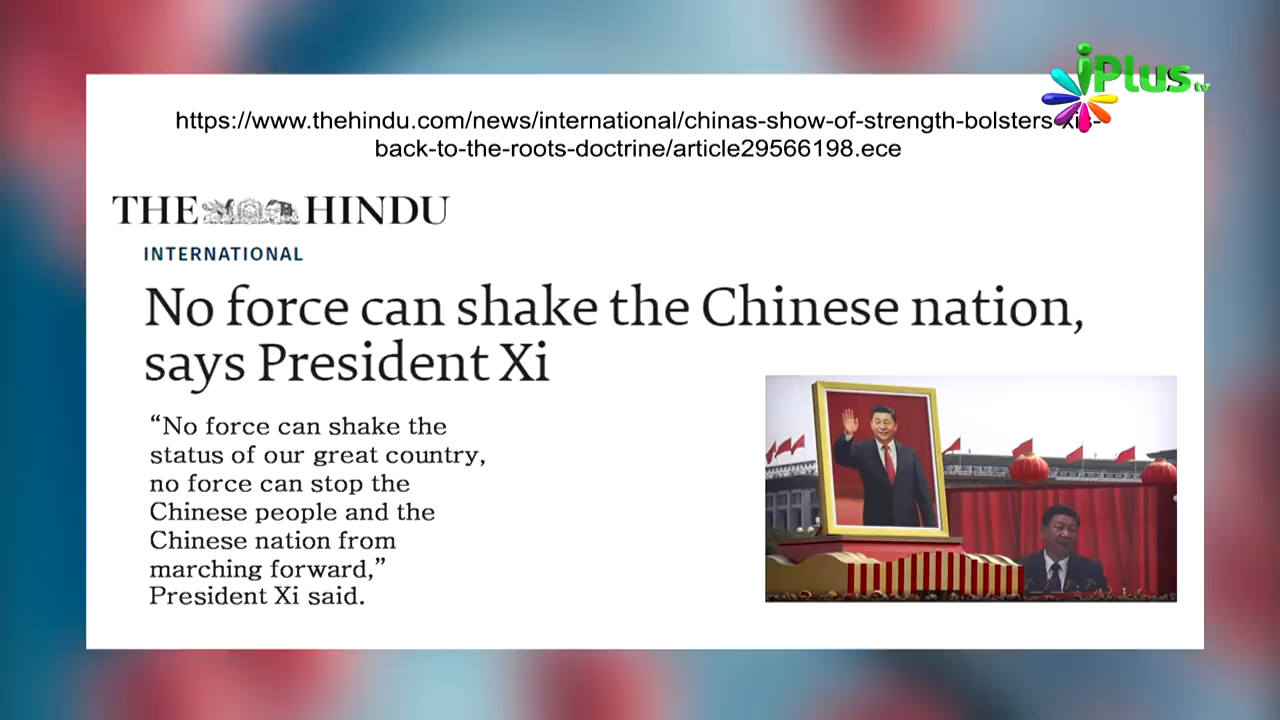 iPlus tv
https://www.thehindu.com/news/international/chinas-show-of-strength-bolsters-xis-
back-to-the-roots-doctrine/article29566198.ece
THE HINDU
INTERNATIONAL
No force can shake the Chinese nation,
says President Xi
“No force can shake the
status of our great country,
no force can stop the
Chinese people and the
Chinese nation from
marching forward,”
President Xi said.